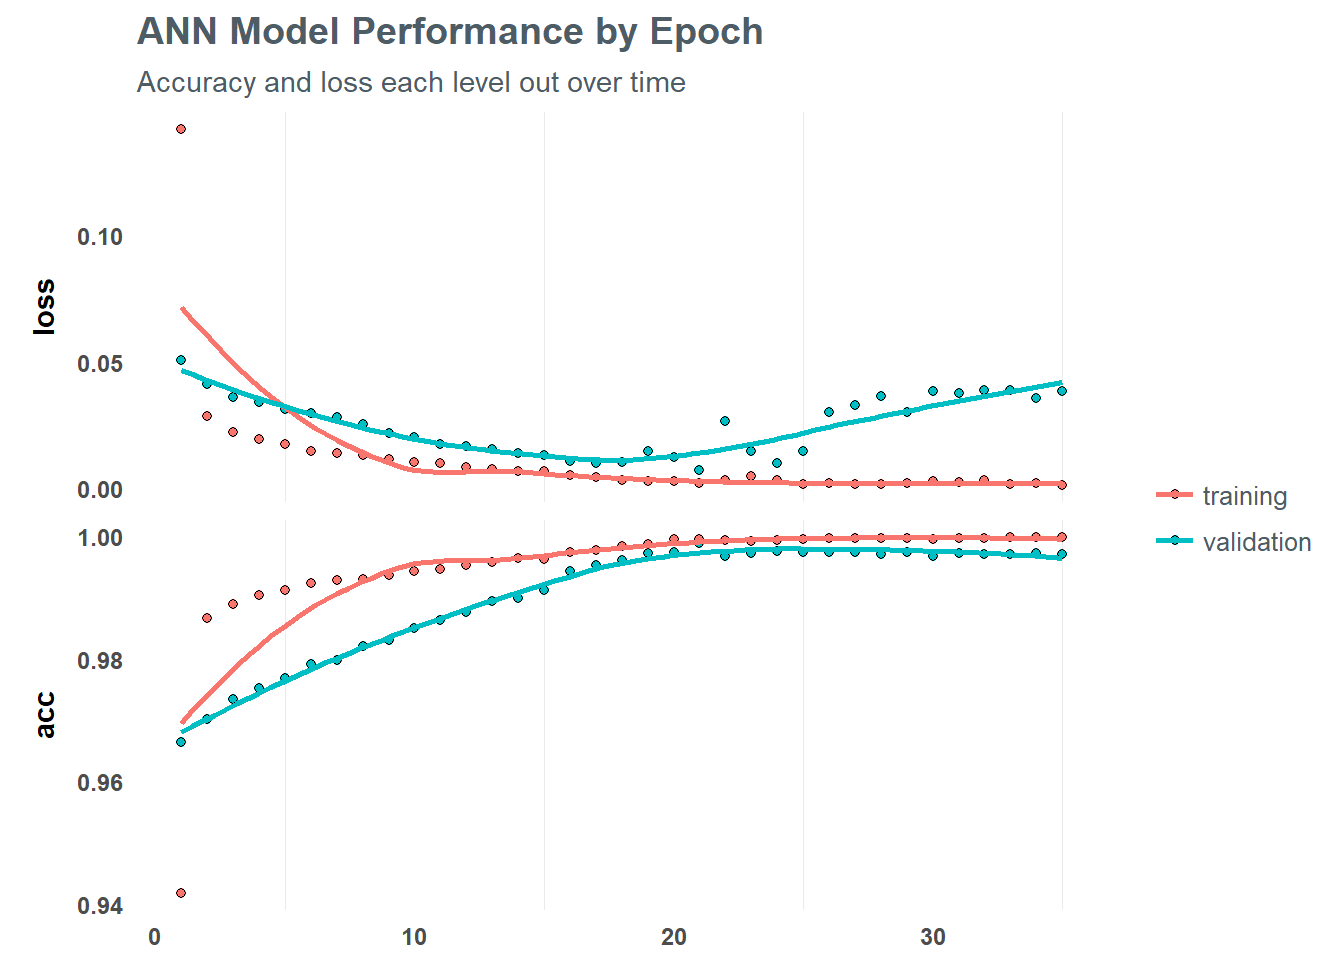 ANN Model Performance by Epoch
Accuracy and loss each level out over time
loss
0.10
0.05
0.00
acc
1.00
0.98
0.96
0.94
0 10 20 30
training
validation